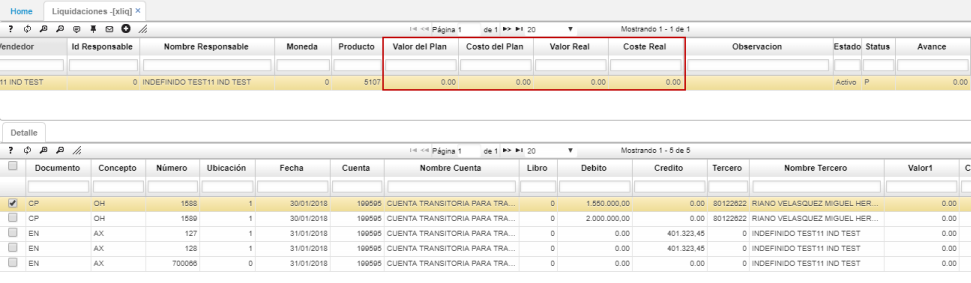 Home Liquidaciones -[xliq] ×
? Página 1 de 1 20 Mostrando 1 - 1 de 1
Vendedor Id Responsable Nombre Responsable Moneda Producto Valor del Plan Costo del Plan Valor Real Coste Real Observacion Estado Status Avance
11 IND TEST 0 INDEFINIDO TEST11 IND TEST 0 5107 0.00 0.00 0.00 0.00 Activo P 0.00
Detalle
? Página 1 de 1 20 Mostrando 1 - 5 de 5
Documento Concepto Número Ubicación Fecha Cuenta Nombre Cuenta Libro Debito Credito Tercero Nombre Tercero Valor1 C
CP OH 1588 1 30/01/2018 199595 CUENTA TRANSITORIA PARA TRA... 0 1.550.000,00 0.00 80122622 RIANO VELASQUEZ MIGUEL HER... 0.00
CP OH 1589 1 30/01/2018 199595 CUENTA TRANSITORIA PARA TRA... 0 2.000.000,00 0.00 80122622 RIANO VELASQUEZ MIGUEL HER... 0.00
EN AX 127 1 31/01/2018 199595 CUENTA TRANSITORIA PARA TRA... 0 0.00 401.323,45 0 INDEFINIDO TEST11 IND TEST 0.00
EN AX 128 1 31/01/2018 199595 CUENTA TRANSITORIA PARA TRA... 0 0.00 401.323,45 0 INDEFINIDO TEST11 IND TEST 0.00
EN AX 700066 0 31/01/2018 199595 CUENTA TRANSITORIA PARA TRA... 0 0.00 0.00 0 INDEFINIDO TEST11 IND TEST 0.00